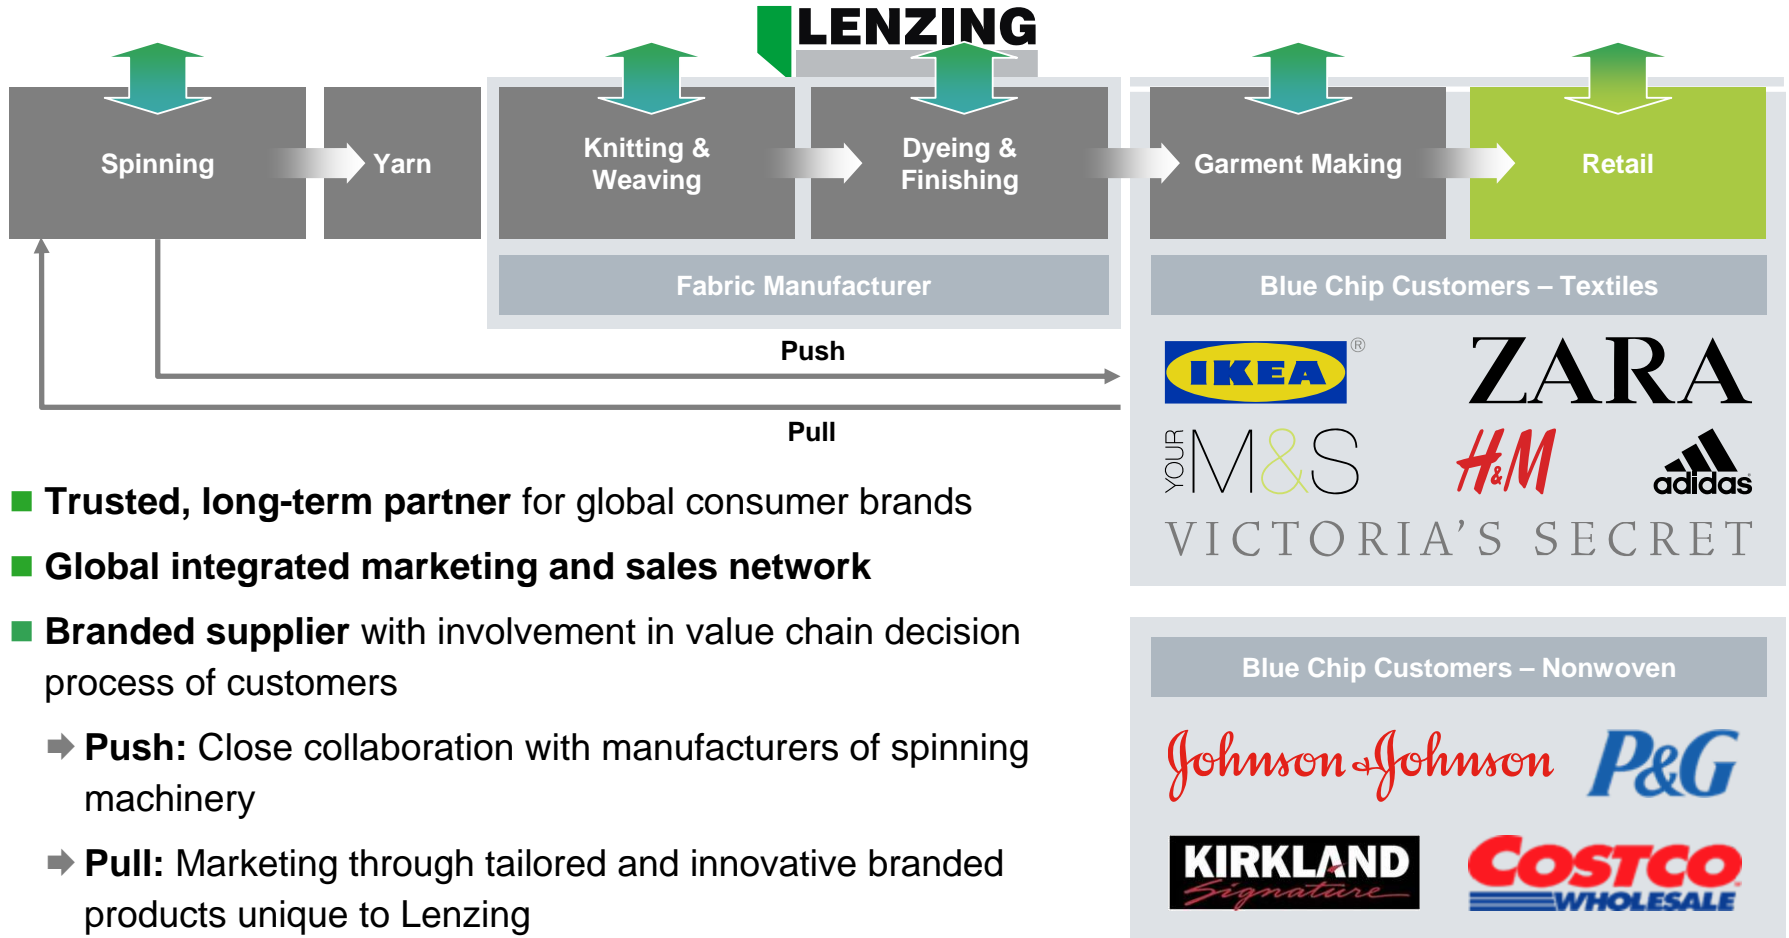 LENZING
Spinning
Yarn
Knitting &
Weaving
Dyeing &
Finishing
Garment Making
Retail
Fabric Manufacturer
Blue Chip Customers – Textiles
Push
Pull
IKEA ®
ZARA
YOUR M&S
H&M
adidas
VICTORIA'S SECRET
Trusted, long-term partner for global consumer brands
Global integrated marketing and sales network
Branded supplier with involvement in value chain decision
process of customers
Push: Close collaboration with manufacturers of spinning
machinery
Pull: Marketing through tailored and innovative branded
products unique to Lenzing
Blue Chip Customers – Nonwoven
Johnson & Johnson
P&G
KIRKLAND
Signature
COSTCO
WHOLESALE